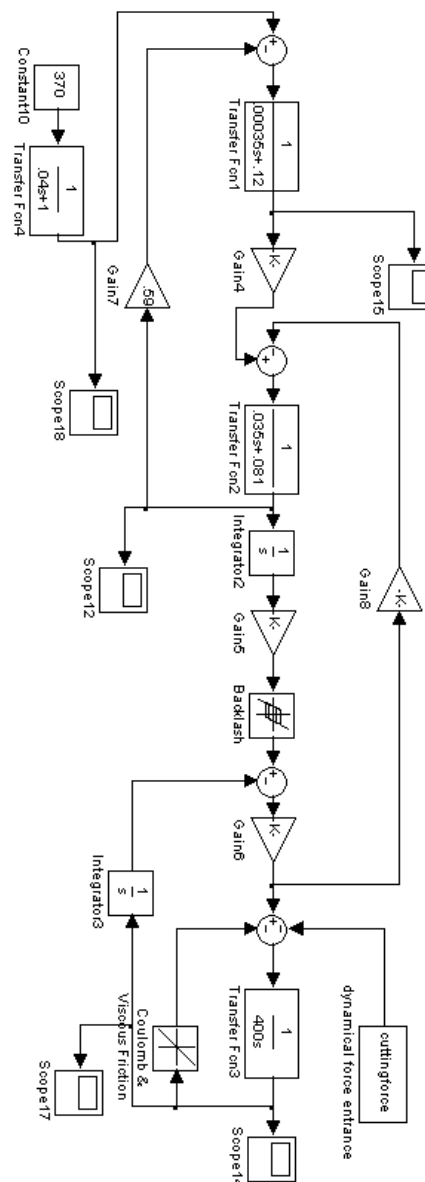 Scope15
-K-
Gain8
cuttingforce
dynamical force entrance
+
-
1
.00035s+.12
Transfer Fcn1
K-
Gain4
-
+
1
.035s+.081
Transfer Fcn2
1
s
Integrator2
K-
Gain5
Backlash
+
-
K-
Gain6
-
+
-
1
400s
Transfer Fcn3
Scope14
.59
Gain7
Scope12
1
s
Integrator3
Coulomb &
Viscous Friction
Scope17
370
Constant10
1
.04s+1
Transfer Fcn4
Scope18